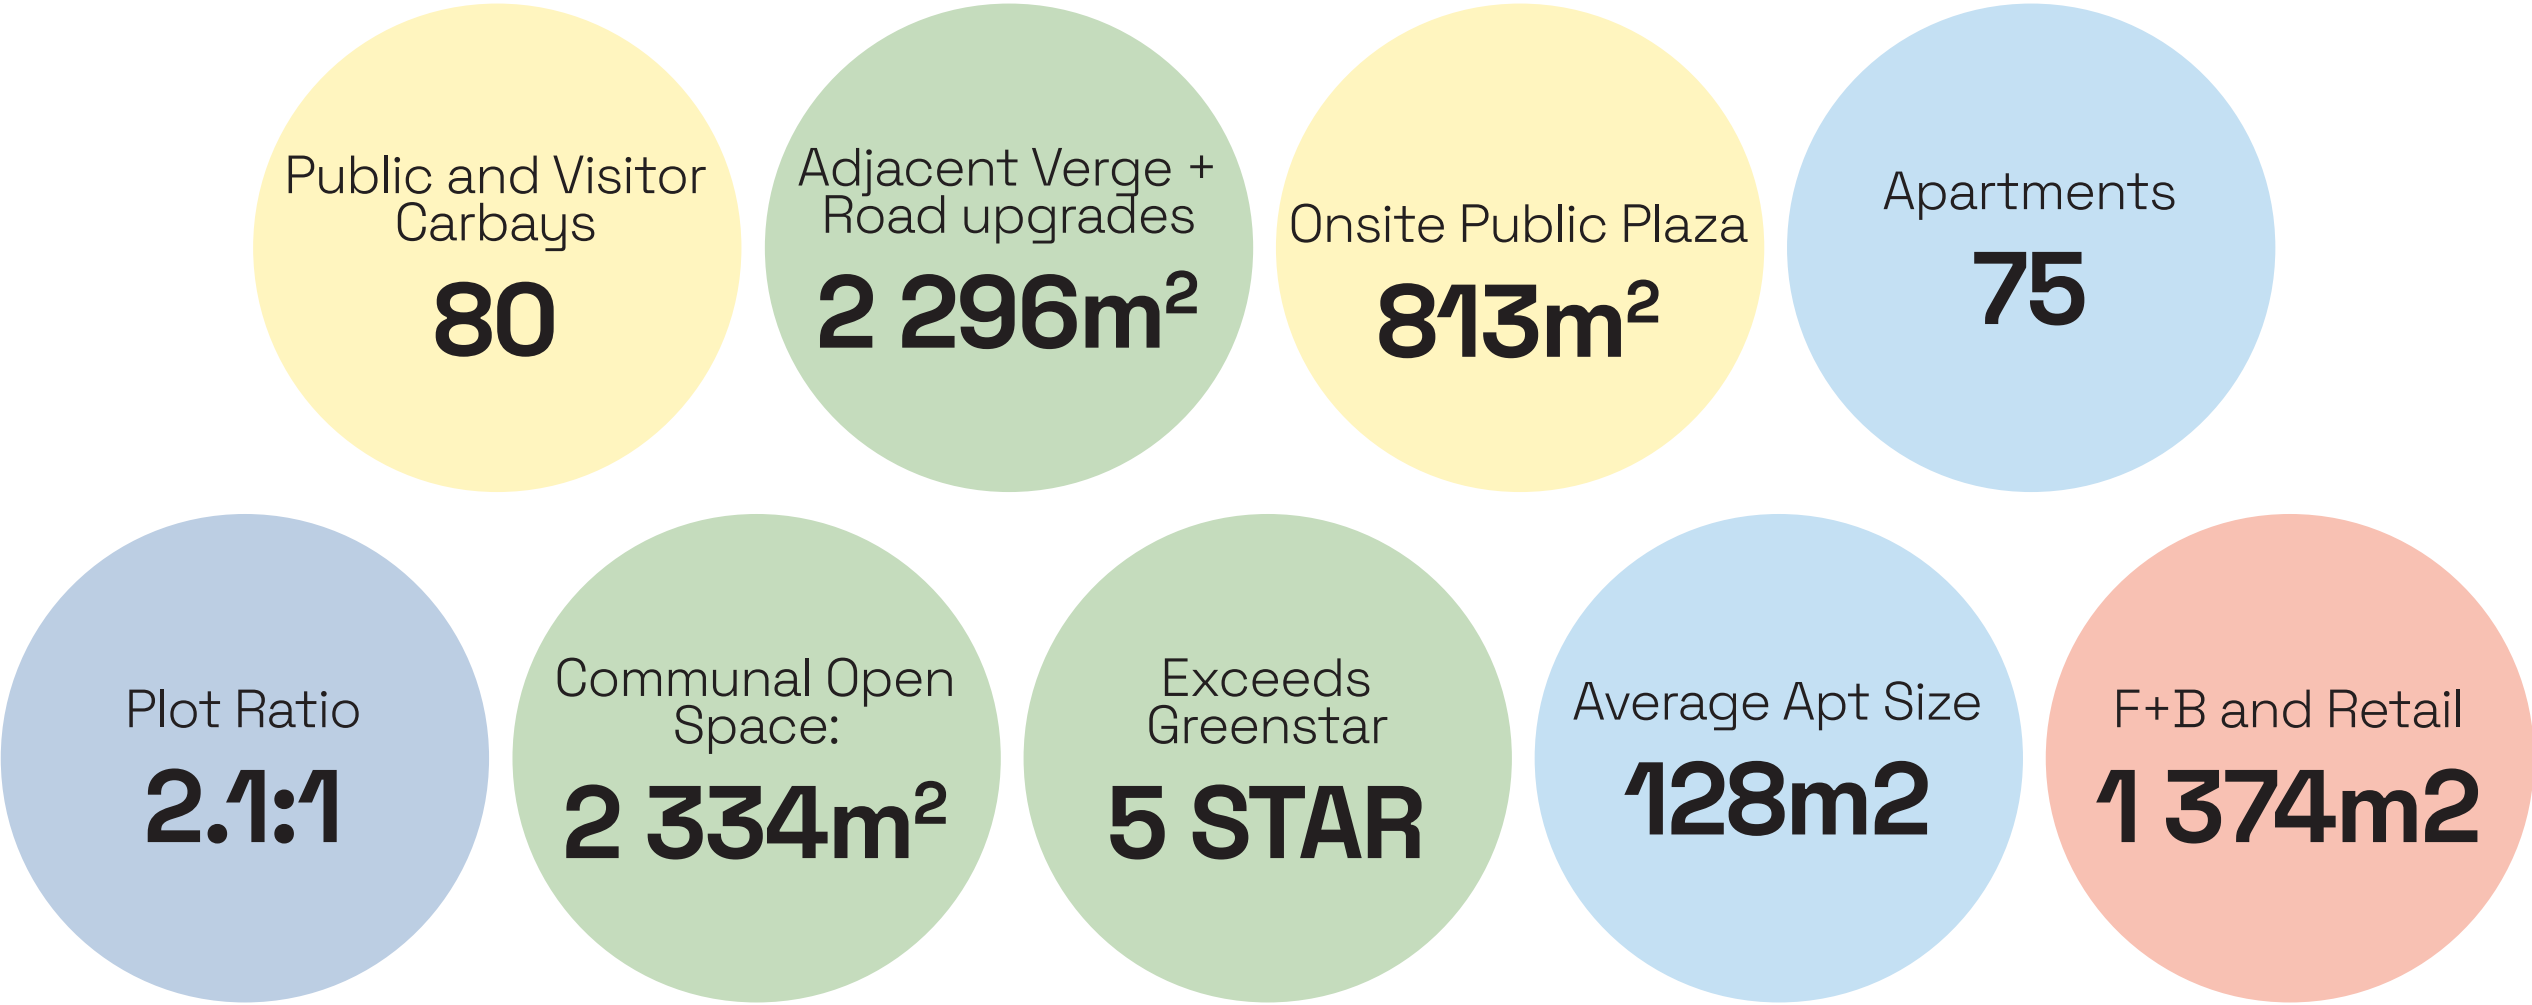 Public and Visitor
Carbays
80
Adjacent Verge +
Road upgrades
2 296m²
Onsite Public Plaza
813m²
Apartments
75
Plot Ratio
2.1:1
Communal Open
Space:
2 334m²
Exceeds
Greenstar
5 STAR
Average Apt Size
128m2
F+B and Retail
1 374m2